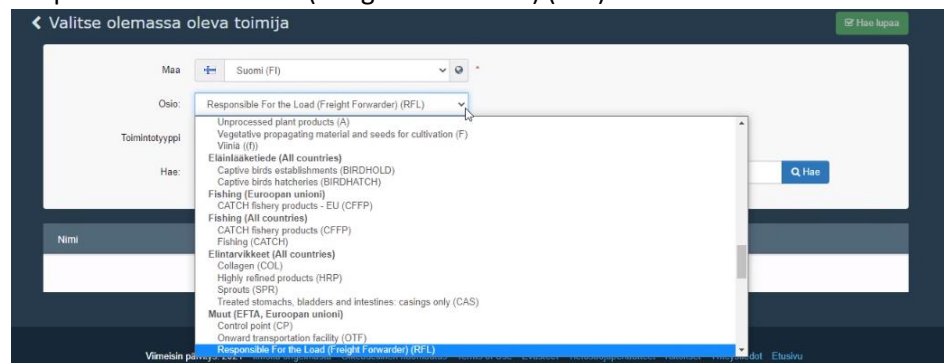 Valitse olemassa oleva toimija
Hae lupaa
Maa
Suomi (FI)
*
Osio:
Responsible For the Load (Freight Forwarder) (RFL)
Toimintotyyppi
Hae:
Hae
Unprocessed plant products (A)
Vegetative propagating material and seeds for cultivation (F)
Viiniä ((f))
Eläinlääketiede (All countries)
Captive birds establishments (BIRDHOLD)
Captive birds hatcheries (BIRDHATCH)
Fishing (Euroopan unioni)
CATCH fishery products - EU (CFFP)
Fishing (All countries)
CATCH fishery products (CFFP)
Fishing (CATCH)
Elintarvikkeet (All countries)
Collagen (COL)
Highly refined products (HRP)
Sprouts (SPR)
Treated stomachs, bladders and intestines: casings only (CAS)
Muut (EFTA, Euroopan unioni)
Control point (CP)
Onward transportation facility (OTF)
Responsible For the Load (Freight Forwarder) (RFL)
Nimi
Viimeisin
Etusivu